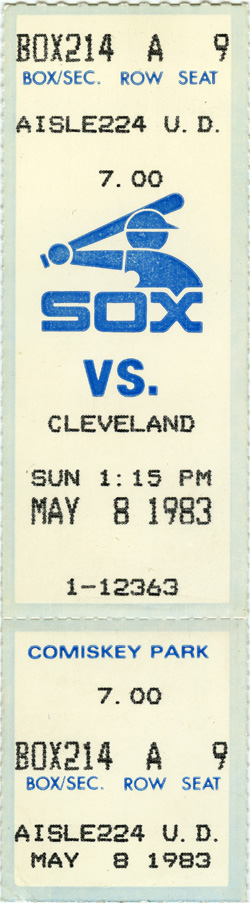 BOX214 A 9
BOX/SEC. ROW SEAT
AISLE224 U.D.
7.00
SOX
VS.
CLEVELAND
SUN 1:15 PM
MAY 8 1983
1-12363
COMISKEY PARK
7.00
BOX214 A 9
BOX/SEC. ROW SEAT
AISLE224 U.D.
MAY 8 1983